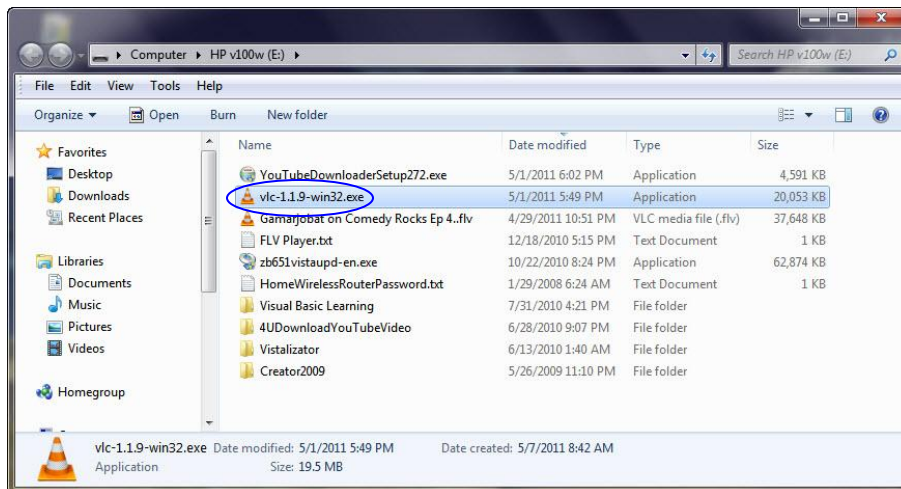 Computer HP v100w (E:) Search HP v100w (E:)
File Edit View Tools Help
Organize Open Burn New folder
Favorites
Desktop
Downloads
Recent Places
Libraries
Documents
Music
Pictures
Videos
Homegroup
Name Date modified Type Size
YouTubeDownloaderSetup272.exe 5/1/2011 6:02 PM Application 4,591 KB
vlc-1.1.9-win32.exe 5/1/2011 5:49 PM Application 20,053 KB
Gamarjobat on Comedy Rocks Ep 4..flv 4/29/2011 10:51 PM VLC media file (.flv) 37,648 KB
FLV Player.txt 12/18/2010 5:15 PM Text Document 1 KB
zb651vistaupd-en.exe 10/22/2010 8:24 PM Application 62,874 KB
HomeWirelessRouterPassword.txt 1/29/2008 6:24 AM Text Document 1 KB
Visual Basic Learning 7/31/2010 4:21 PM File folder
4UDownloadYouTubeVideo 6/28/2010 9:07 PM File folder
Vistalizator 6/13/2010 1:40 AM File folder
Creator2009 5/26/2009 11:10 PM File folder
vlc-1.1.9-win32.exe Date modified: 5/1/2011 5:49 PM Date created: 5/7/2011 8:42 AM
Application Size: 19.5 MB